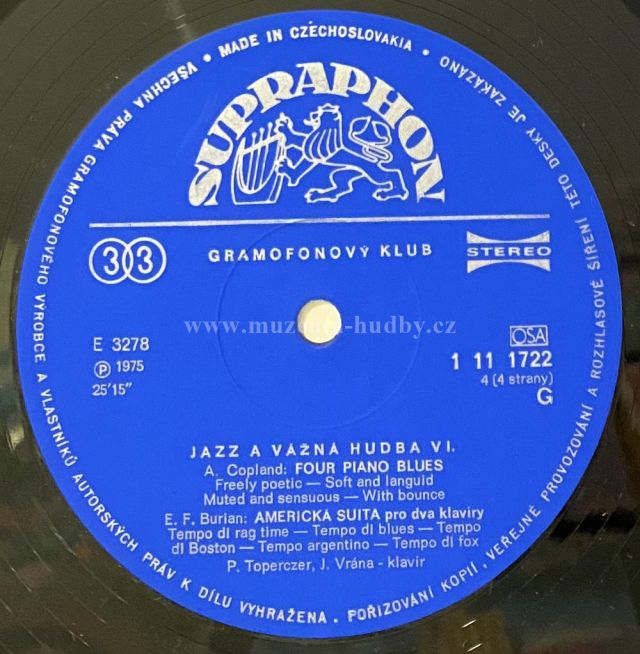 VŠECHNA PRÁVA GRAMOFONOVÉHO VÝROBCE A VLASTNÍKŮ AUTORSKÝCH PRÁV K DÍLU VYHRAŽENA. POŘIZOVÁNÍ KOPIÍ, VEŘEJNÉ PROVOZOVÁNÍ A ROZHLASOVÉ ŠÍŘENÍ TÉTO DESKY JE ZAKÁZÁNO • MADE IN CZECHOSLOVAKIA •
SUPRAPHON
33
GRAMOFONOVÝ KLUB
STEREO
www.muzeum-hudby.cz
E 3278
Ⓟ 1975
25'15"
OSA
1 11 1722
4 (4 strany)
G
JAZZ A VÁŽNÁ HUDBA VI.
A. Copland: FOUR PIANO BLUES
Freely poetic — Soft and languid
Muted and sensuous — With bounce
E. F. Burian: AMERICKÁ SUITA pro dva klavíry
Tempo di rag time — Tempo di blues — Tempo
di Boston — Tempo argentino — Tempo di fox
P. Toperczer, J. Vrána - klavír